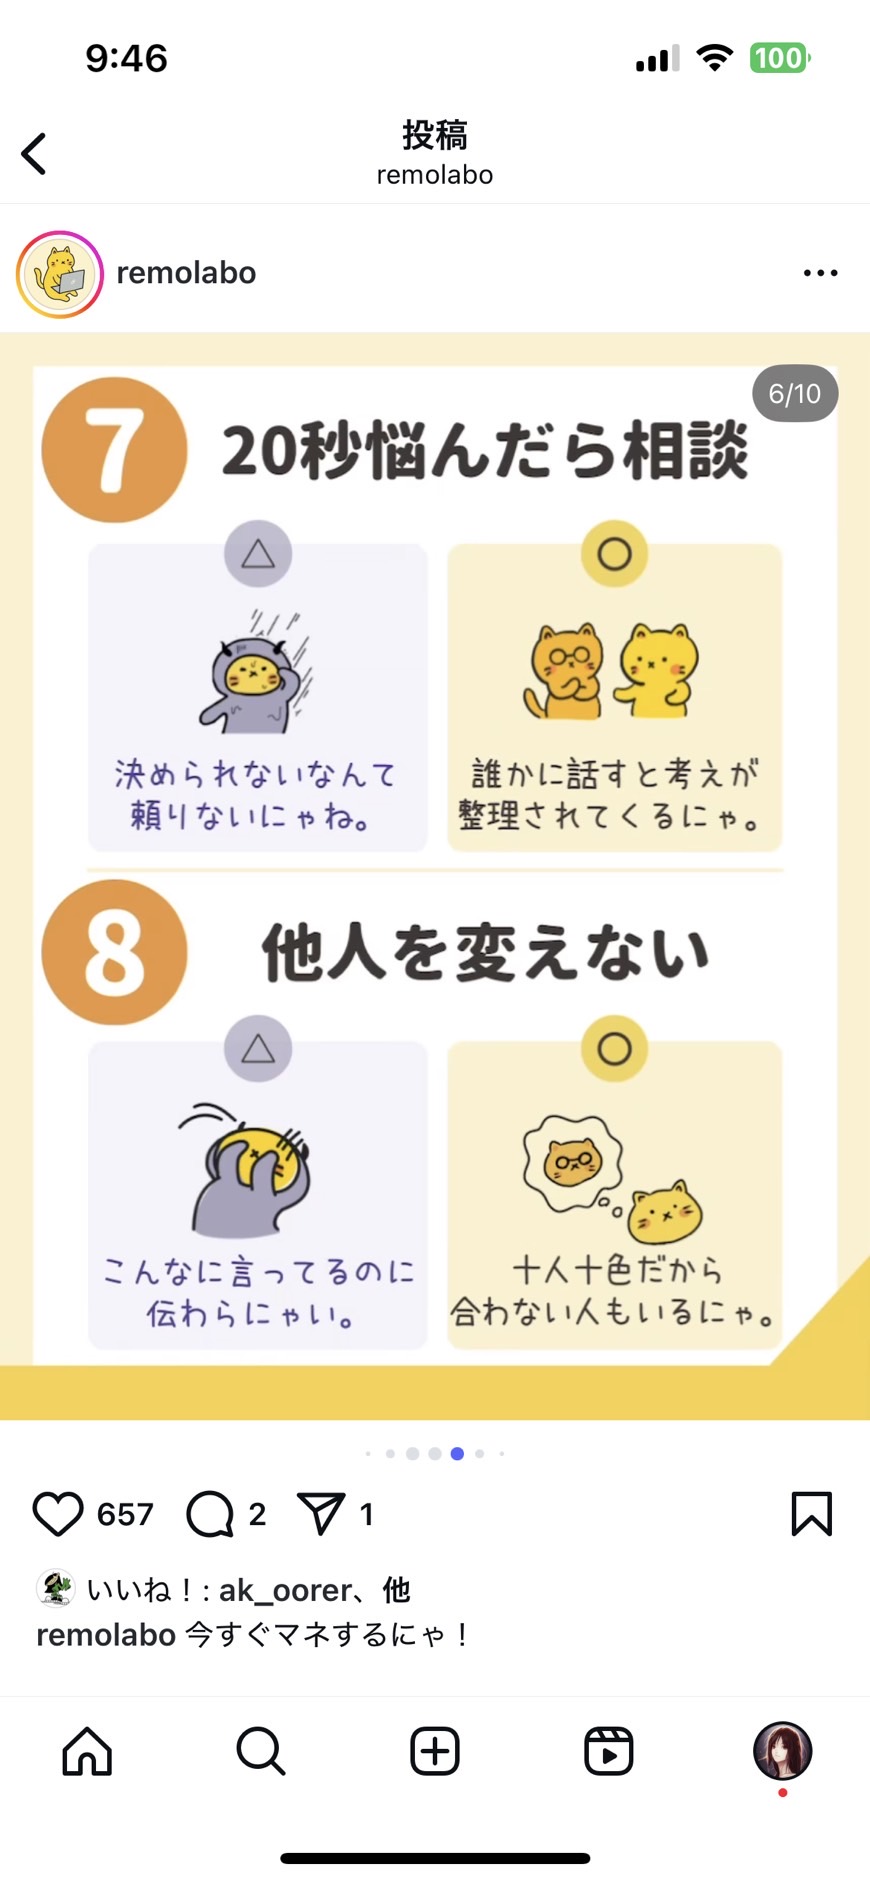 9:46
100
投稿
remolabo
remolabo
6/10
7
20秒悩んだら相談
△
○
決められないなんて
頼りないにゃね。
誰かに話すと考えが
整理されてくるにゃ。
8
他人を変えない
△
○
こんなに言ってるのに
伝わらにゃい。
十人十色だから
合わない人もいるにゃ。
657
2
1
いいね！: ak_oorer、他
remolabo 今すぐマネするにゃ！